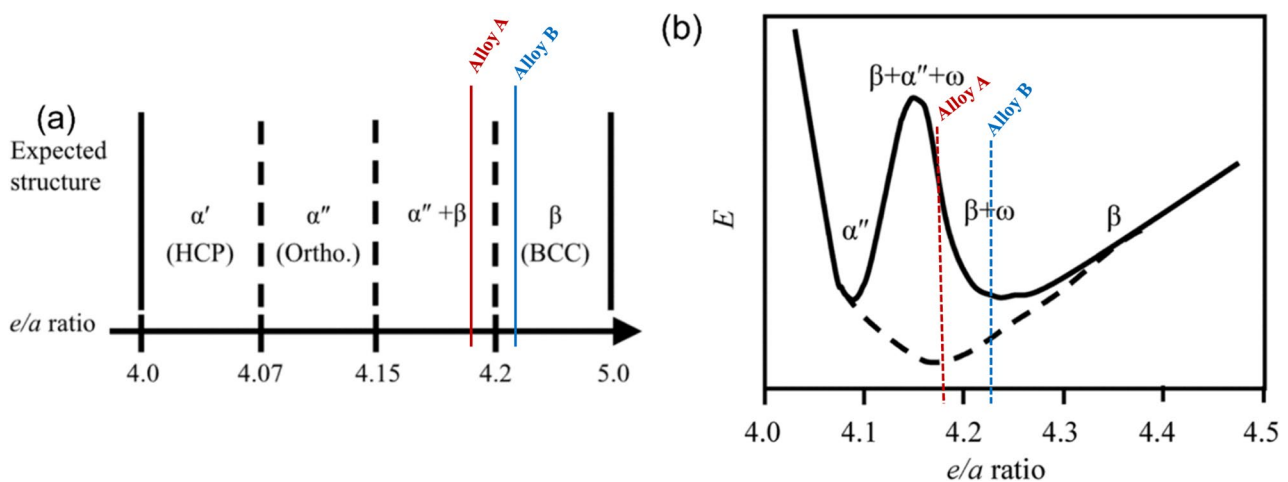 (a)
Alloy A
Alloy B
Expected
structure
α′
(HCP)
α″
(Ortho.)
α″ +β
β
(BCC)
e/a ratio
4.0 4.07 4.15 4.2 5.0
(b)
E
α″
β+α″+ω
Alloy A
Alloy B
β+ω
β
4.0 4.1 4.2 4.3 4.4 4.5
e/a ratio